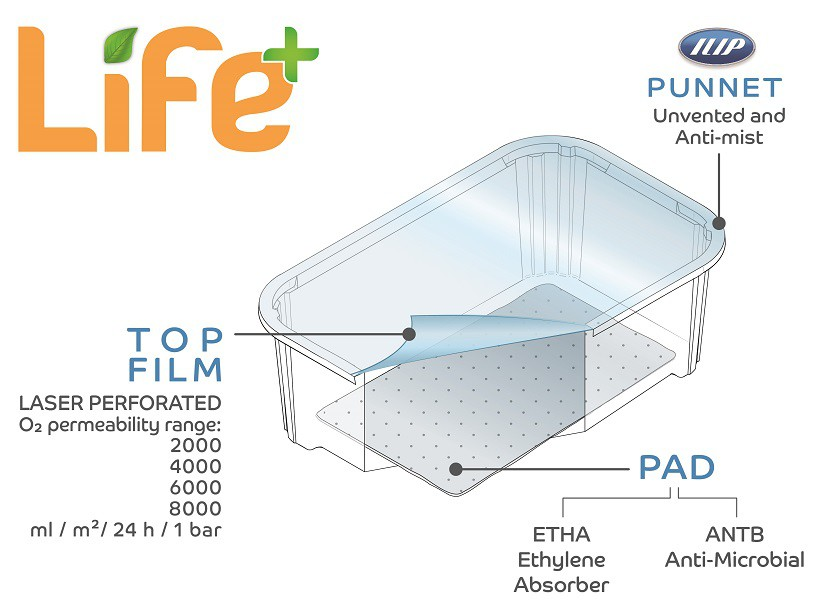 Life+
ILIP
PUNNET
Unvented and
Anti-mist
TOP
FILM
LASER PERFORATED
O₂ permeability range:
2000
4000
6000
8000
ml / m²/ 24 h / 1 bar
PAD
ETHA
Ethylene
Absorber
ANTB
Anti-Microbial